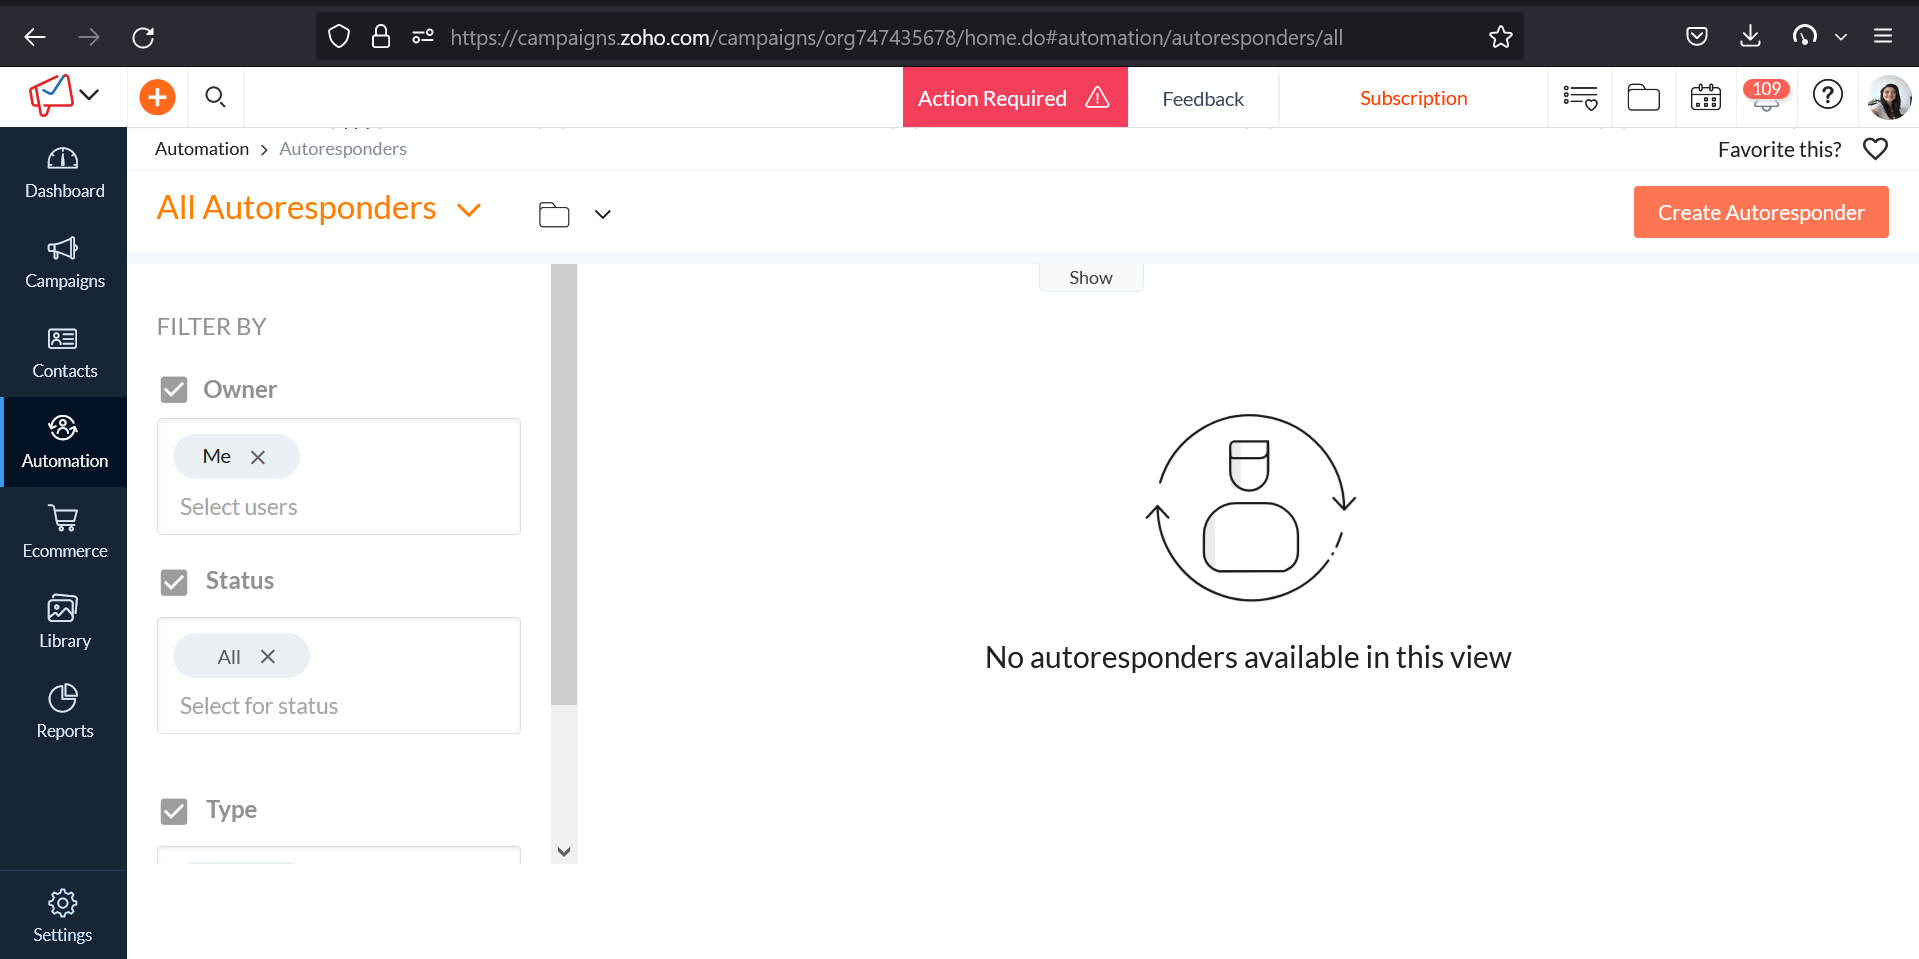 https://campaigns.zoho.com/campaigns/org747435678/home.do#automation/autoresponders/all
Action Required
Feedback
Subscription
109
Automation > Autoresponders
Favorite this?
Dashboard
All Autoresponders
Create Autoresponder
Campaigns
Show
FILTER BY
Contacts
Owner
Automation
Me
Select users
No autoresponders available in this view
Ecommerce
Status
Library
All
Select for status
Reports
Type
Settings